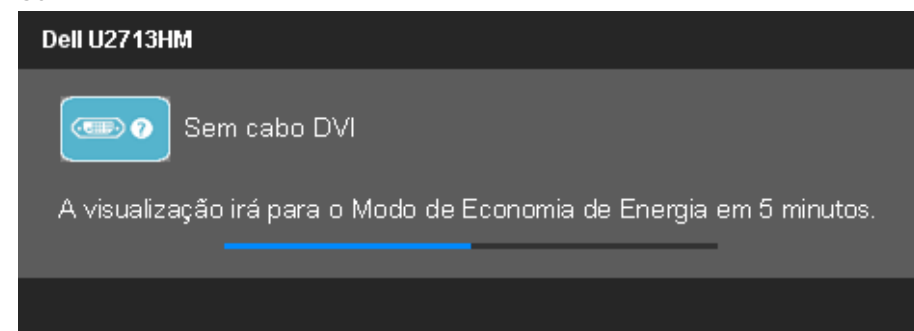 Dell U2713HM
Sem cabo DVI
A visualização irá para o Modo de Economia de Energia em 5 minutos.